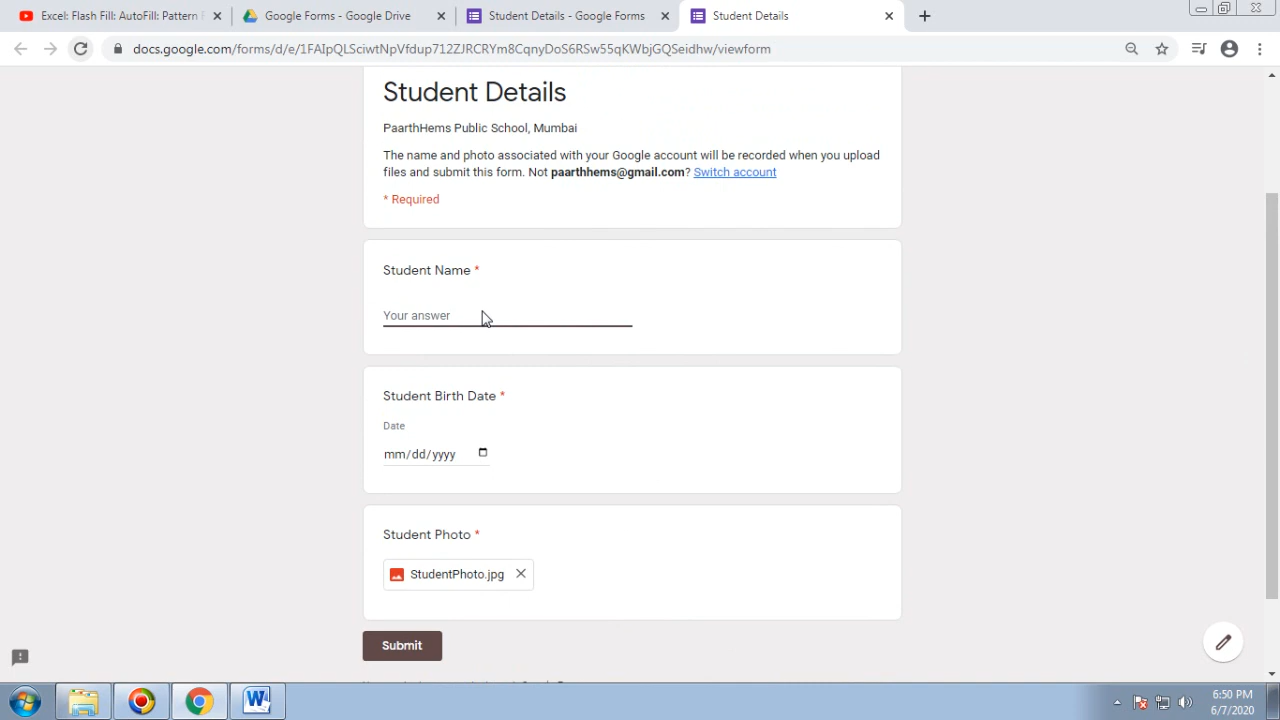 Excel: Flash Fill: AutoFill: Pattern F
Google Forms - Google Drive
Student Details - Google Forms
Student Details
docs.google.com/forms/d/e/1FAIpQLSciwtNpVfdup712ZJRCRYm8CqnyDoS6RSw55qKWbjGQSeidhw/viewform
Student Details
PaarthHems Public School, Mumbai
The name and photo associated with your Google account will be recorded when you upload
files and submit this form. Not paarthhems@gmail.com? Switch account
* Required
Student Name *
Your answer
Student Birth Date *
Date
mm/dd/yyyy
Student Photo *
StudentPhoto.jpg
Submit
6:50 PM
6/7/2020